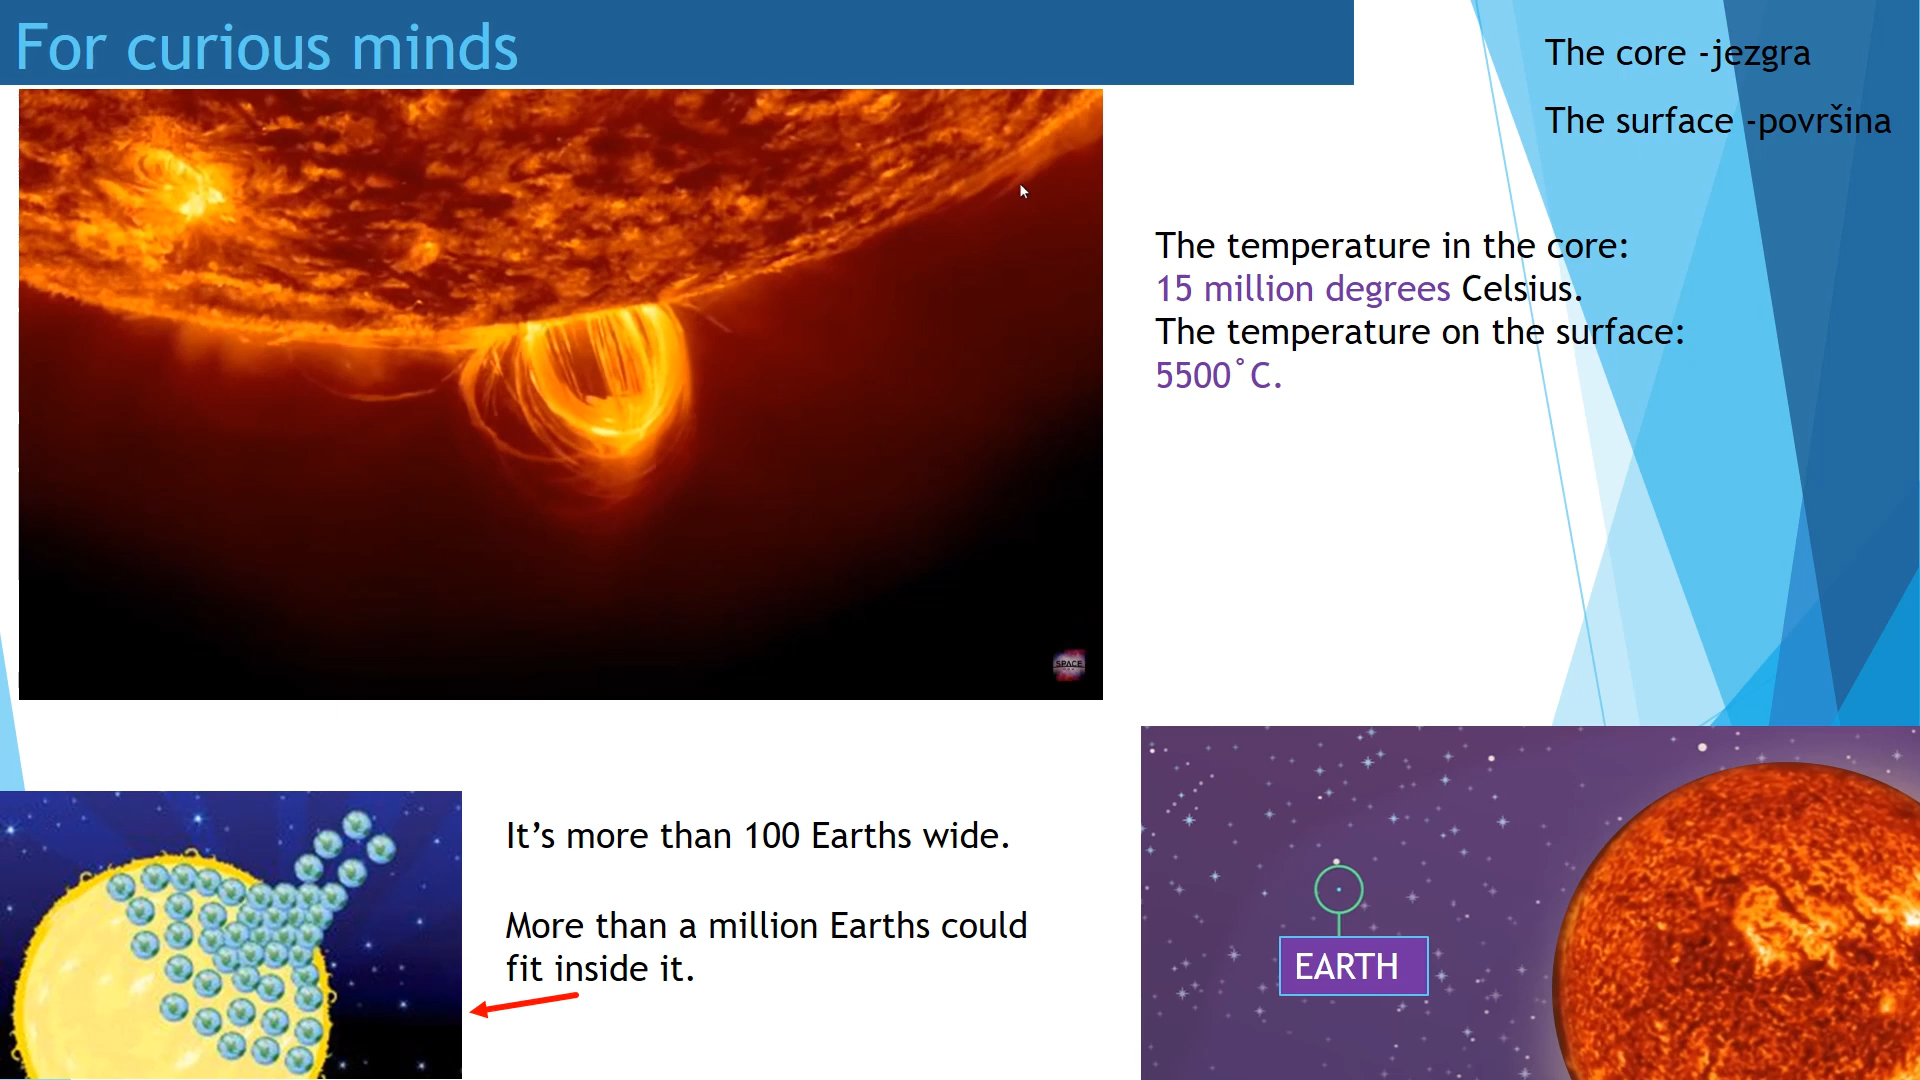 For curious minds
The core -jezgra
The surface -površina
The temperature in the core:
15 million degrees Celsius.
The temperature on the surface:
5500˚C.
SPACE
It’s more than 100 Earths wide.
More than a million Earths could
fit inside it.
EARTH